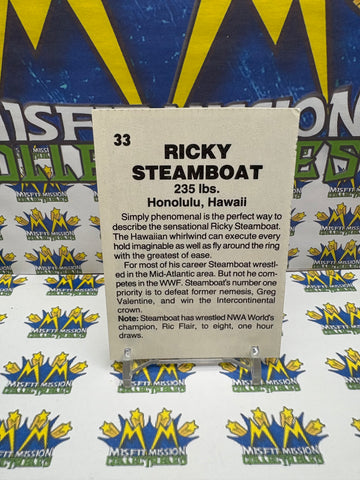 MISFIT MISSION
COLLECTIBLES
33
RICKY
STEAMBOAT
235 lbs.
Honolulu, Hawaii
Simply phenomenal is the perfect way to
describe the sensational Ricky Steamboat.
The Hawaiian whirlwind can execute every
hold imaginable as well as fly around the ring
with the greatest of ease.
For most of his career Steamboat wrestl-
ed in the Mid-Atlantic area. But not he com-
petes in the WWF. Steamboat's number one
priority is to defeat former nemesis, Greg
Valentine, and win the Intercontinental
crown.
Note: Steamboat has wrestled NWA World's
champion, Ric Flair, to eight, one hour
draws.
MISFIT MISSION
COLLECTIBLES